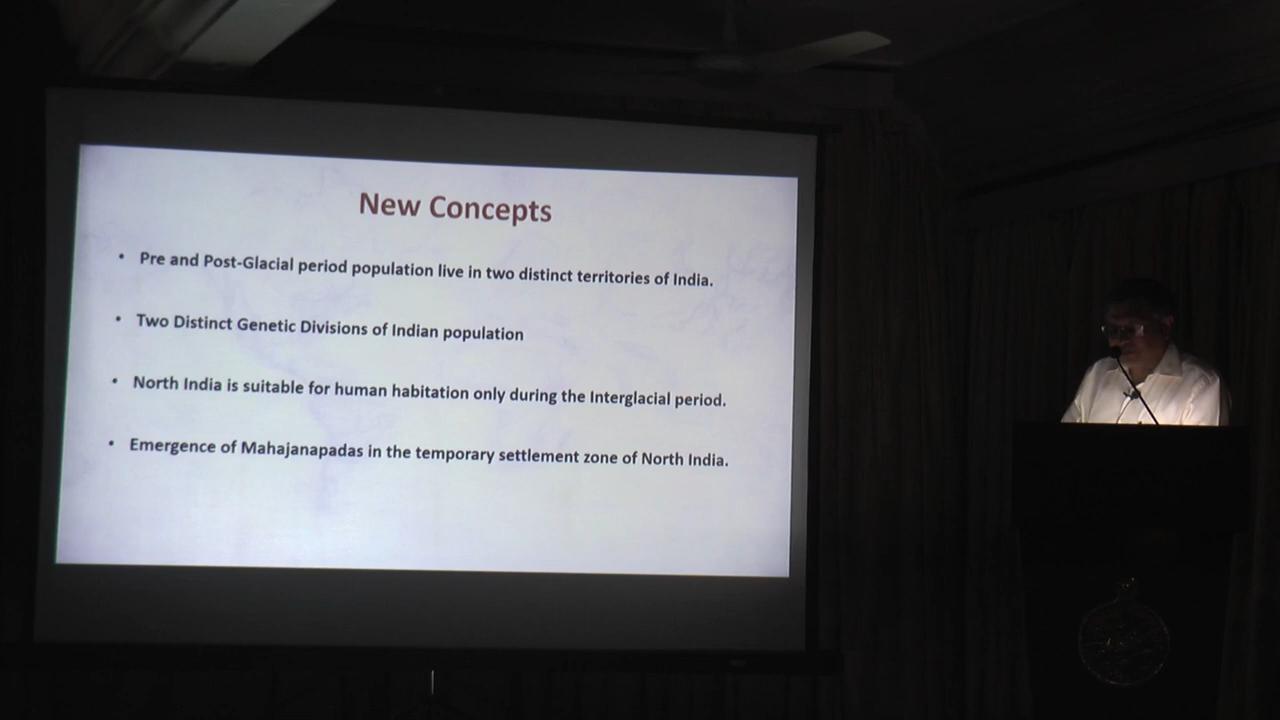 New Concepts
• Pre and Post-Glacial period population live in two distinct territories of India.
• Two Distinct Genetic Divisions of Indian population
• North India is suitable for human habitation only during the Interglacial period.
• Emergence of Mahajanapadas in the temporary settlement zone of North India.